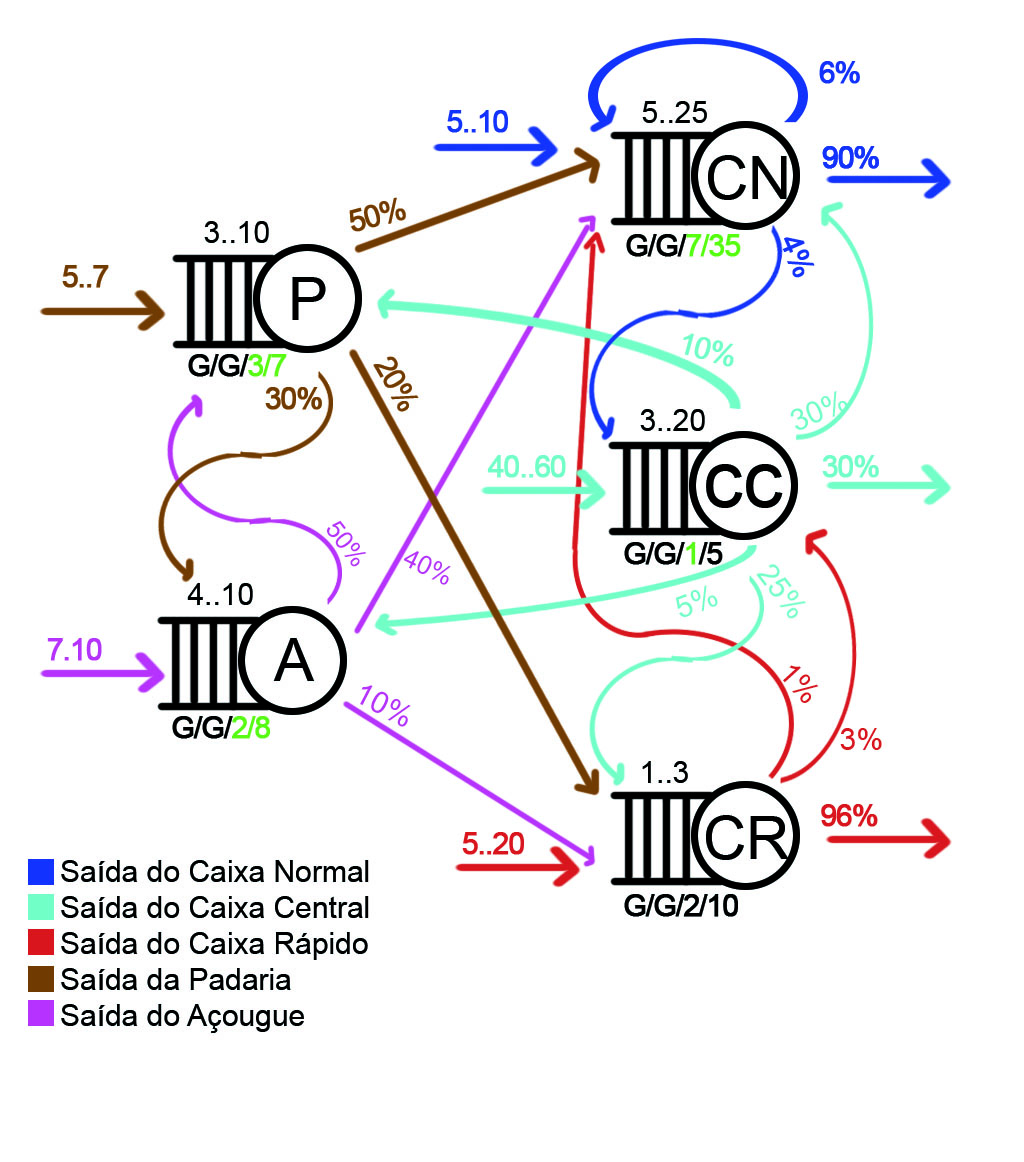 6%
5..25
5..10
CN
90%
50%
3..10
G/G/7/35
4%
5..7
P
10%
G/G/3/7
20%
30%
3..20
30%
40..60
CC
30%
50%
40%
G/G/1/5
4..10
5%
25%
7.10
A
10%
1%
G/G/2/8
3%
1..3
5..20
CR
96%
G/G/2/10
Saída do Caixa Normal
Saída do Caixa Central
Saída do Caixa Rápido
Saída da Padaria
Saída do Açougue